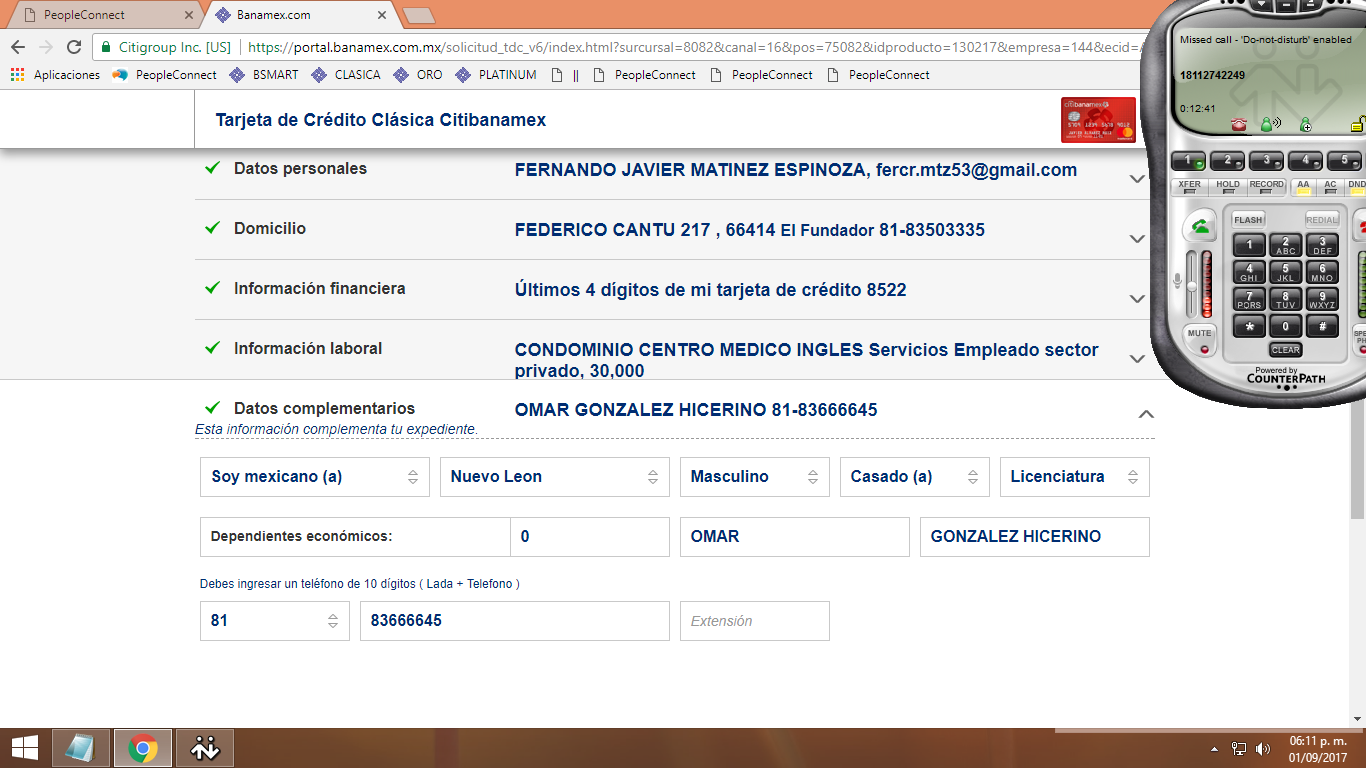 PeopleConnect
Banamex.com
Citigroup Inc. [US]
https://portal.banamex.com.mx/solicitud_tdc_v6/index.html?sursursal=8082&canal=16&pos=75082&idproducto=130217&empresa=144&ecid=
Aplicaciones PeopleConnect BSMART CLASICA ORO PLATINUM || PeopleConnect PeopleConnect PeopleConnect
Tarjeta de Crédito Clásica Citibanamex
citibanamex
Datos personales FERNANDO JAVIER MATINEZ ESPINOZA, fercr.mtz53@gmail.com
Domicilio FEDERICO CANTU 217 , 66414 El Fundador 81-83503335
Información financiera Últimos 4 dígitos de mi tarjeta de crédito 8522
Información laboral CONDOMINIO CENTRO MEDICO INGLES Servicios Empleado sector
privado, 30,000
Datos complementarios OMAR GONZALEZ HICERINO 81-83666645
Esta información complementa tu expediente.
Soy mexicano (a) Nuevo Leon Masculino Casado (a) Licenciatura
Dependientes económicos: 0 OMAR GONZALEZ HICERINO
Debes ingresar un teléfono de 10 dígitos ( Lada + Telefono )
81 83666645 Extensión
Missed call - 'Do-not-disturb' enabled
18112742249
0:12:41
1 2 3 4 5
XFER HOLD RECORD AA AC DND
FLASH REDIAL
1 2 ABC 3 DEF
4 GHI 5 JKL 6 MNO
7 PQRS 8 TUV 9 WXYZ
* 0 #
MUTE
CLEAR
Powered by
COUNTERPATH
06:11 p. m.
01/09/2017